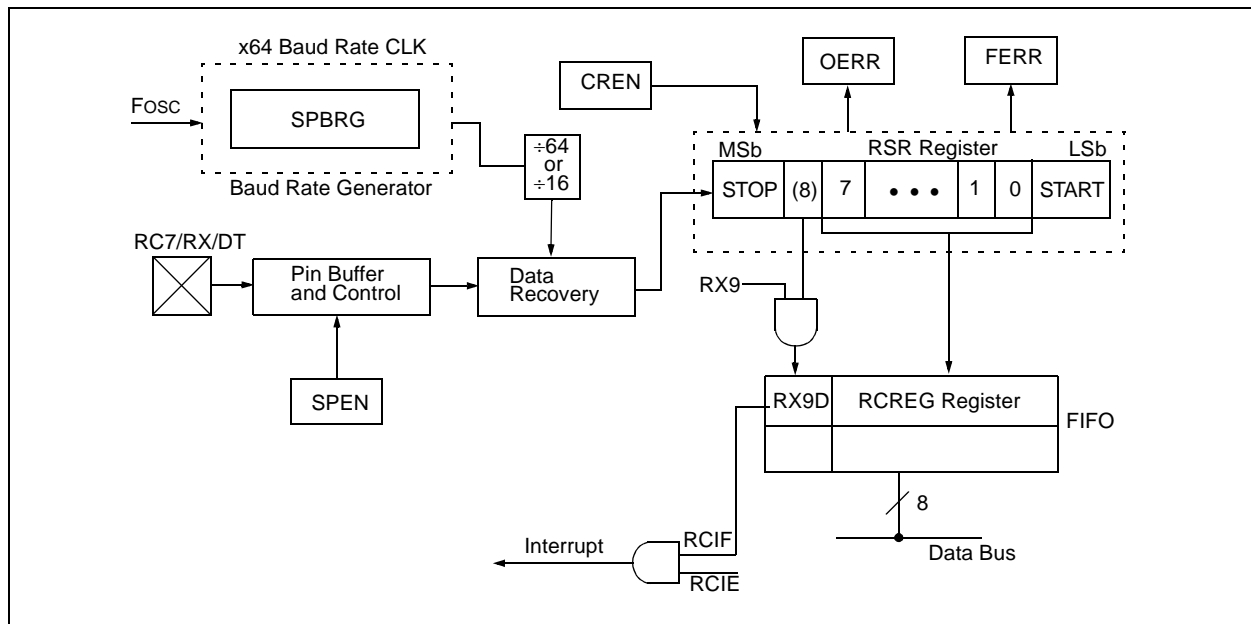 x64 Baud Rate CLK
FOSC
SPBRG
Baud Rate Generator
÷64
or
÷16
CREN
OERR
FERR
MSb
RSR Register
LSb
STOP
(8)
7
• • •
1
0
START
RC7/RX/DT
Pin Buffer
and Control
Data
Recovery
SPEN
RX9
RX9D
RCREG Register
FIFO
8
Data Bus
Interrupt
RCIF
RCIE